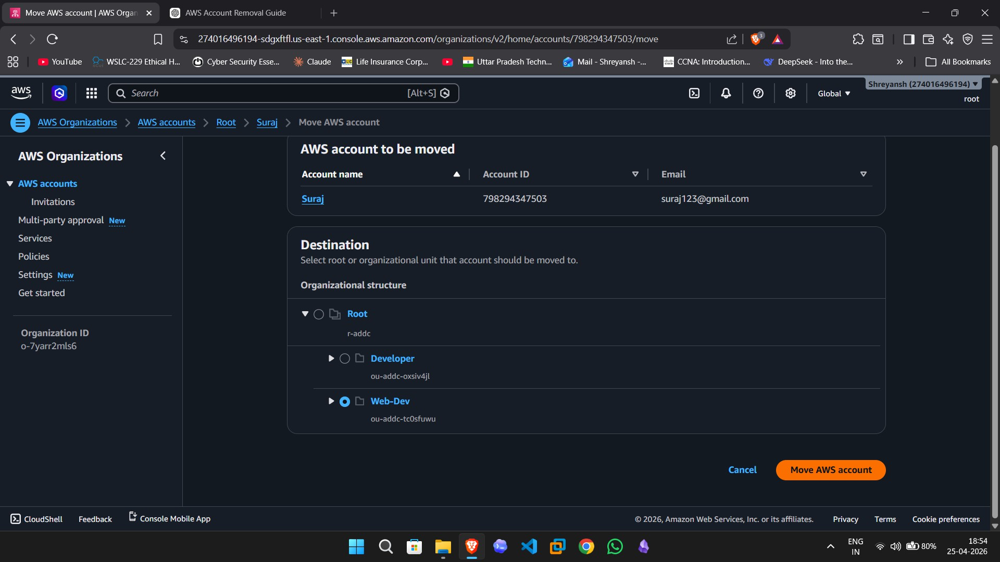 Move AWS account | AWS Organ
AWS Account Removal Guide
274016496194-sdgxftfl.us-east-1.console.aws.amazon.com/organizations/v2/home/accounts/798294347503/move
3
YouTube
WSLC-229 Ethical H...
Cyber Security Esse...
Claude
Life Insurance Corp...
Uttar Pradesh Techn...
Mail - Shreyansh -...
CCNA: Introduction...
DeepSeek - Into the...
All Bookmarks
aws
Search
[Alt+S]
Global
Shreyansh (274016496194)
root
AWS Organizations
AWS accounts
Root
Suraj
Move AWS account
AWS Organizations
AWS accounts
Invitations
Multi-party approval New
Services
Policies
Settings New
Get started
Organization ID
o-7yarr2mls6
AWS account to be moved
Account name
Account ID
Email
Suraj
798294347503
suraj123@gmail.com
Destination
Select root or organizational unit that account should be moved to.
Organizational structure
Root
r-addc
Developer
ou-addc-oxsiv4jl
Web-Dev
ou-addc-tc0sfuwu
Cancel
Move AWS account
CloudShell
Feedback
Console Mobile App
© 2026, Amazon Web Services, Inc. or its affiliates.
Privacy
Terms
Cookie preferences
ENG
IN
80%
18:54
25-04-2026